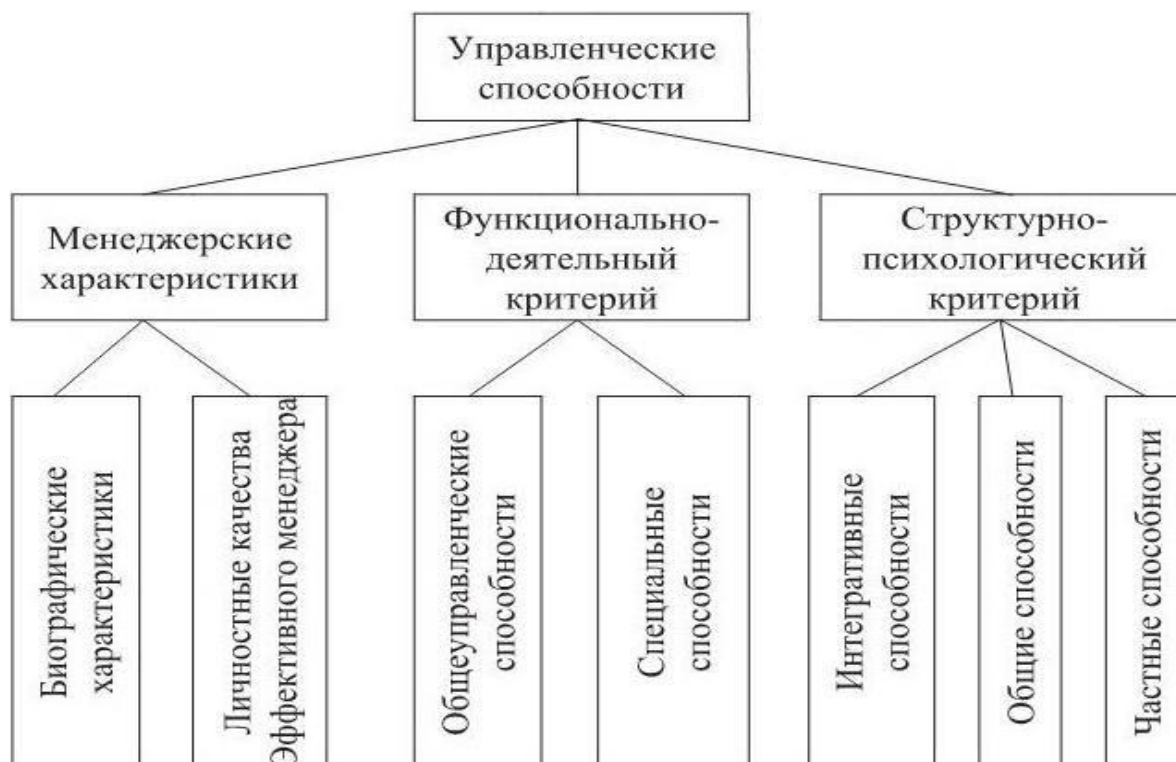 Управленческие
способности
Менеджерские
характеристики
Функционально-
деятельный
критерий
Структурно-
психологический
критерий
Биографические
характеристики
Личностные качества
Эффективного менеджера
Общеуправленческие
способности
Специальные
способности
Интегративные
способности
Общие способности
Частные способности